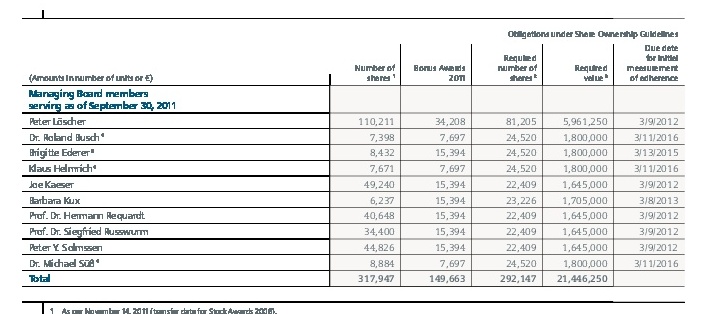 Obligations under Share Ownership Guidelines
(Amounts in number of units or €) Number of shares 1 Bonus Awards 2011 Required number of shares 2 Required value 3 Due date for initial measurement of adherence
Managing Board members
serving as of September 30, 2011
Peter Löscher 110,211 34,208 81,205 5,961,250 3/9/2012
Dr. Roland Busch 4 7,398 7,697 24,520 1,800,000 3/11/2016
Brigitte Ederer 5 8,432 15,394 24,520 1,800,000 3/13/2015
Klaus Helmrich 4 7,671 7,697 24,520 1,800,000 3/11/2016
Joe Kaeser 49,240 15,394 22,409 1,645,000 3/9/2012
Barbara Kux 6,237 15,394 23,226 1,705,000 3/8/2013
Prof. Dr. Hermann Requardt 40,648 15,394 22,409 1,645,000 3/9/2012
Prof. Dr. Siegfried Russwurm 34,400 15,394 22,409 1,645,000 3/9/2012
Peter Y. Solmssen 44,826 15,394 22,409 1,645,000 3/9/2012
Dr. Michael Süß 4 8,884 7,697 24,520 1,800,000 3/11/2016
Total 317,947 149,663 292,147 21,446,250
1 As per November 14, 2011 (transfer date for Stock Awards 2008).